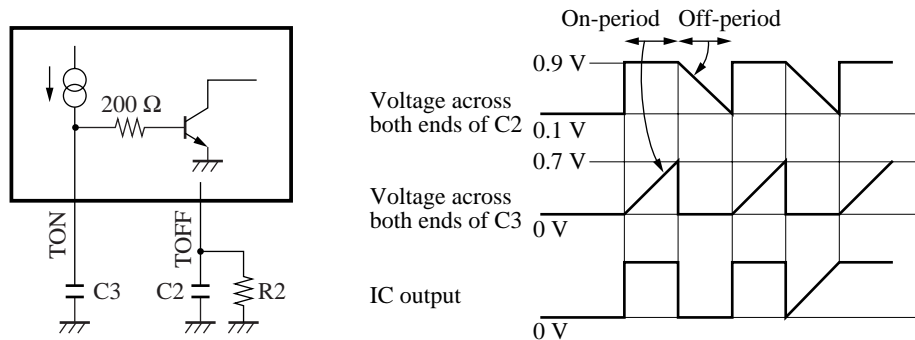 200 Ω
TON
TOFF
C3
C2
R2
On-period
Off-period
0.9 V
Voltage across
both ends of C2
0.1 V
0.7 V
Voltage across
both ends of C3
0 V
IC output
0 V